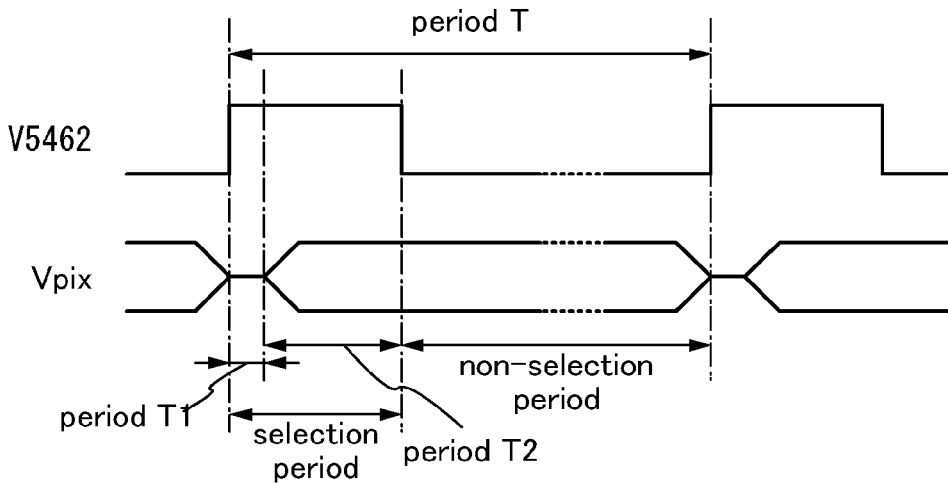 period T
V5462
Vpix
non-selection
period
period T1
selection
period
period T2